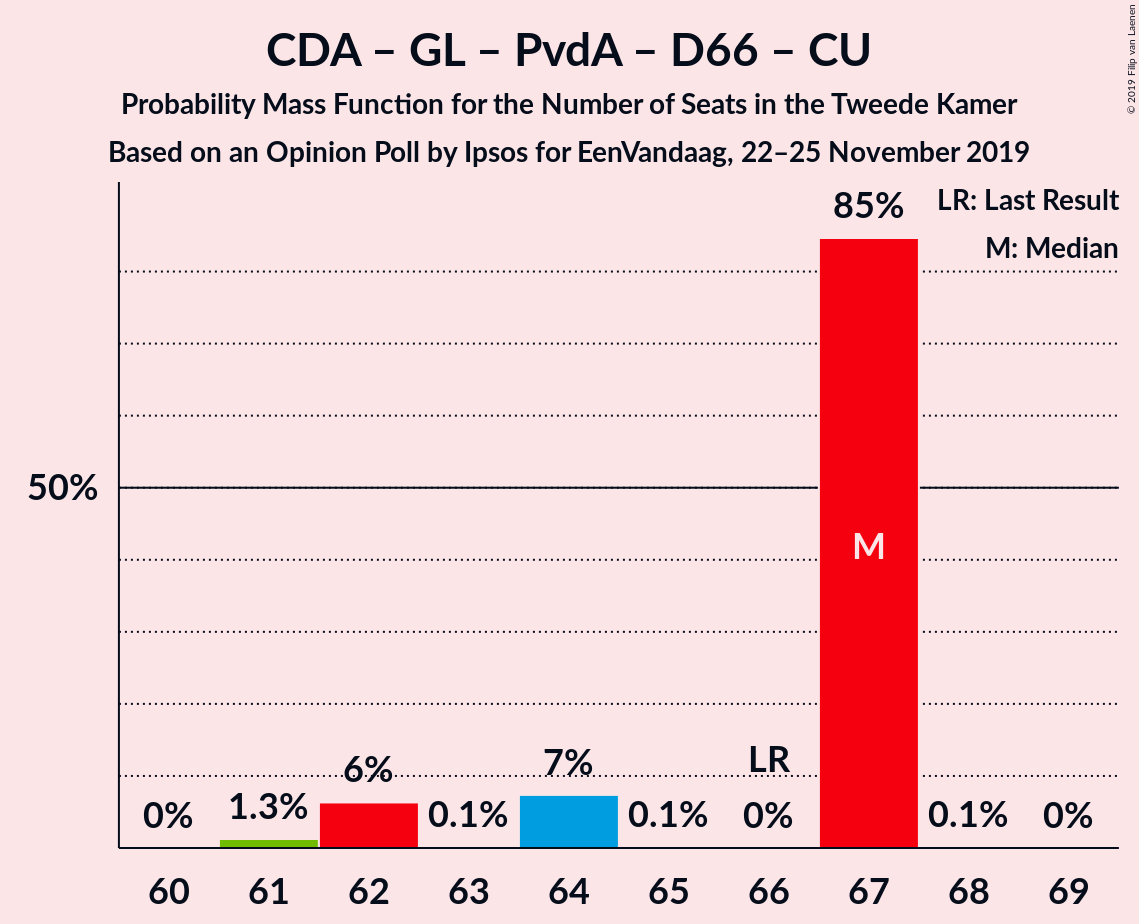 CDA – GL – PvdA – D66 – CU
Probability Mass Function for the Number of Seats in the Tweede Kamer
Based on an Opinion Poll by Ipsos for EenVandaag, 22–25 November 2019
© 2019 Filip van Laenen
LR: Last Result
M: Median
85%
50%
M
LR
7%
6%
1.3%
0%
0.1%
0.1%
0%
0.1%
0%
60 61 62 63 64 65 66 67 68 69